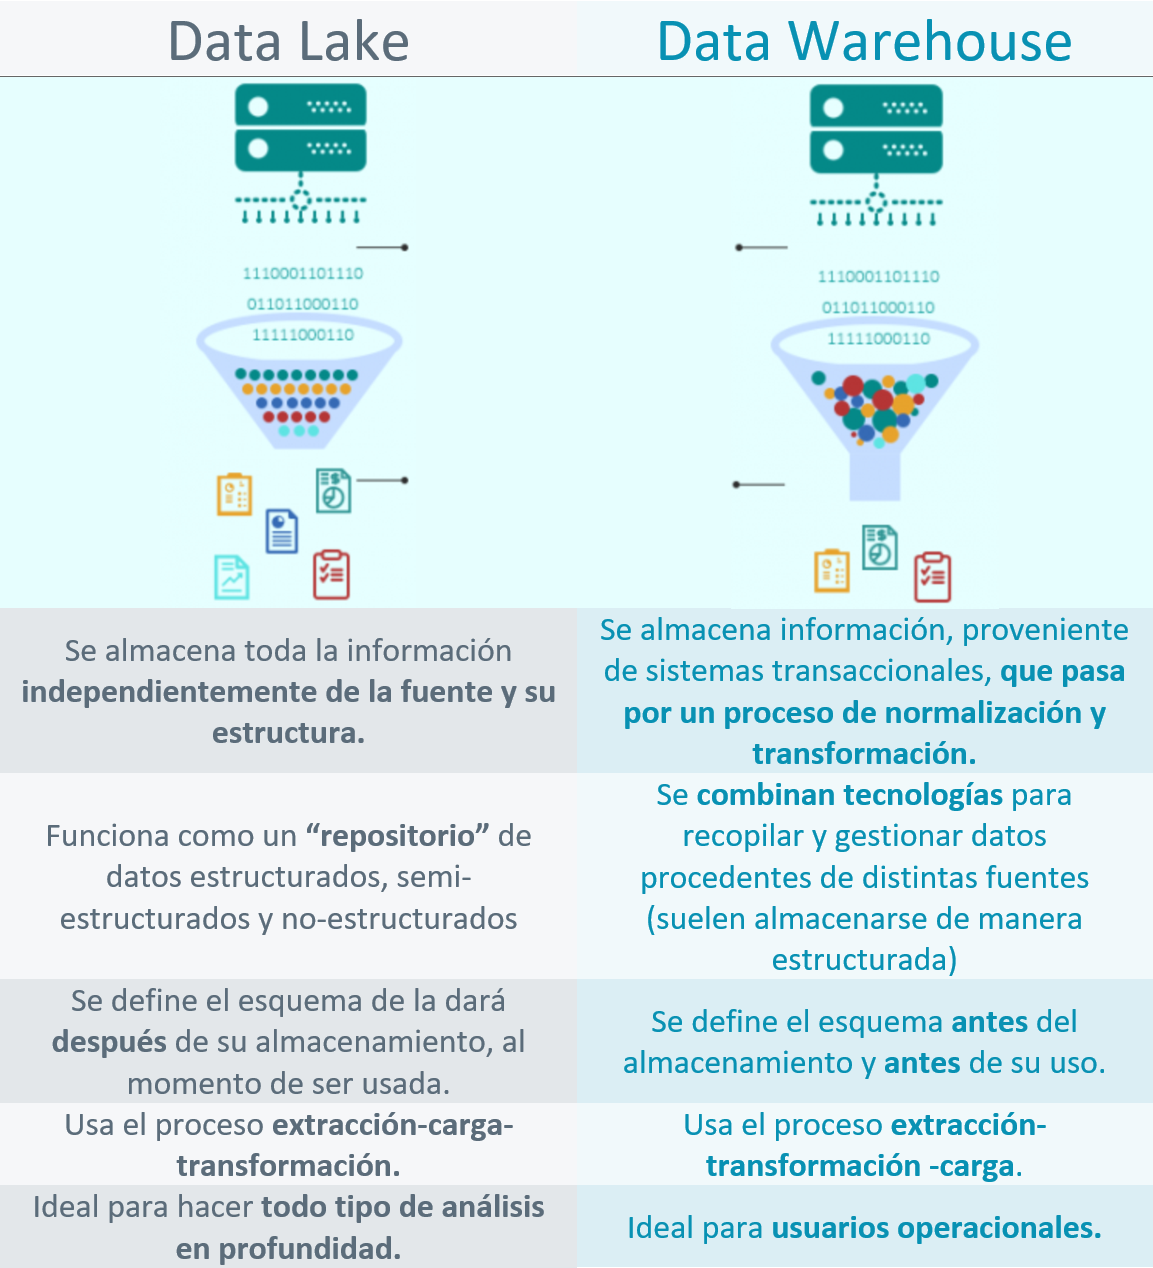 Data Lake
Data Warehouse
1110001101110
011011000110
11111000110
1110001101110
011011000110
11111000110
Se almacena toda la información
independientemente de la fuente y su
estructura.
Se almacena información, proveniente
de sistemas transaccionales, que pasa
por un proceso de normalización y
transformación.
Funciona como un “repositorio” de
datos estructurados, semi-
estructurados y no-estructurados
Se combinan tecnologías para
recopilar y gestionar datos
procedentes de distintas fuentes
(suelen almacenarse de manera
estructurada)
Se define el esquema de la dará
después de su almacenamiento, al
momento de ser usada.
Se define el esquema antes del
almacenamiento y antes de su uso.
Usa el proceso extracción-carga-
transformación.
Usa el proceso extracción-
transformación -carga.
Ideal para hacer todo tipo de análisis
en profundidad.
Ideal para usuarios operacionales.